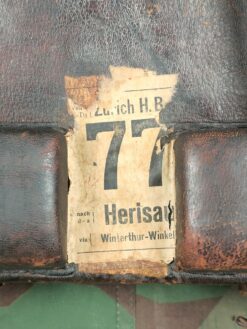 Zürich H.B.
77
nach
Herisau
via
Winterthur-Winkel